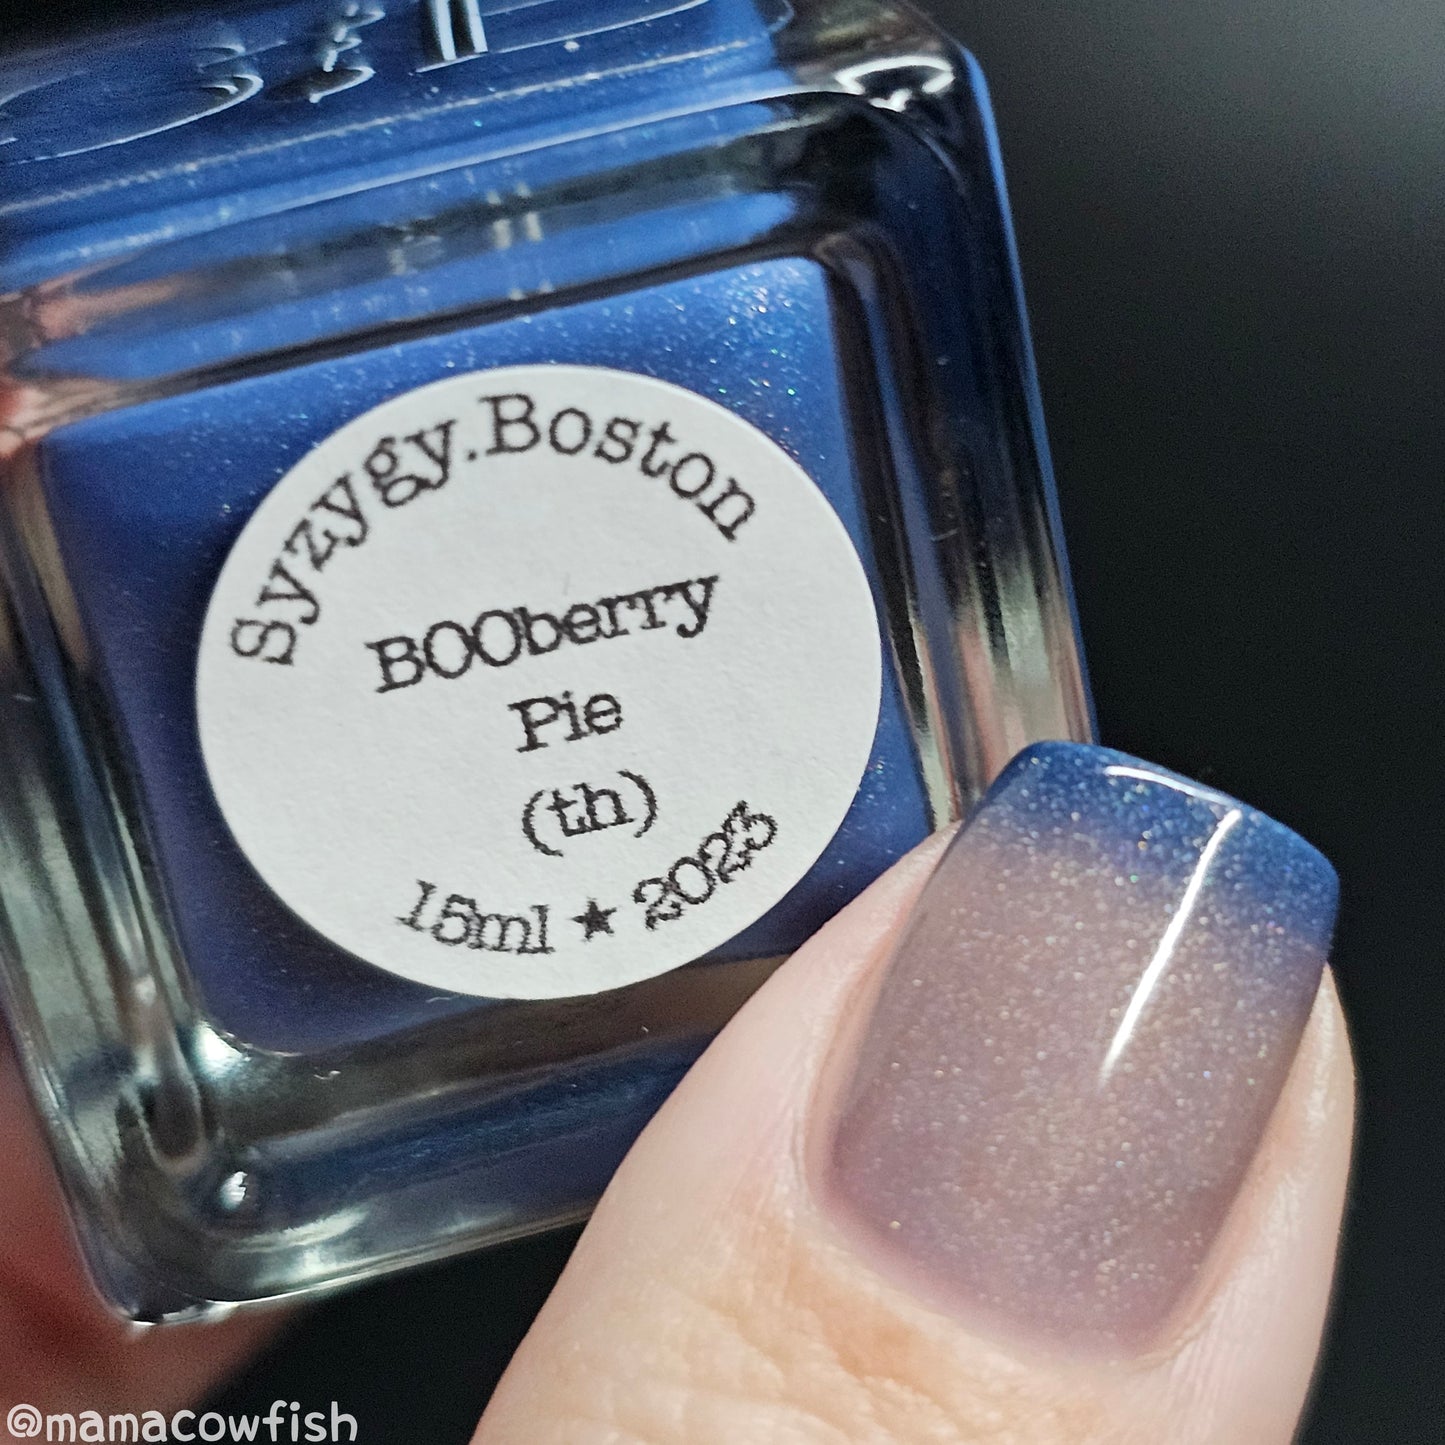 Syzygy.Boston
BOOberry
Pie
(th)
15ml ★ 2023
@mamacowfish